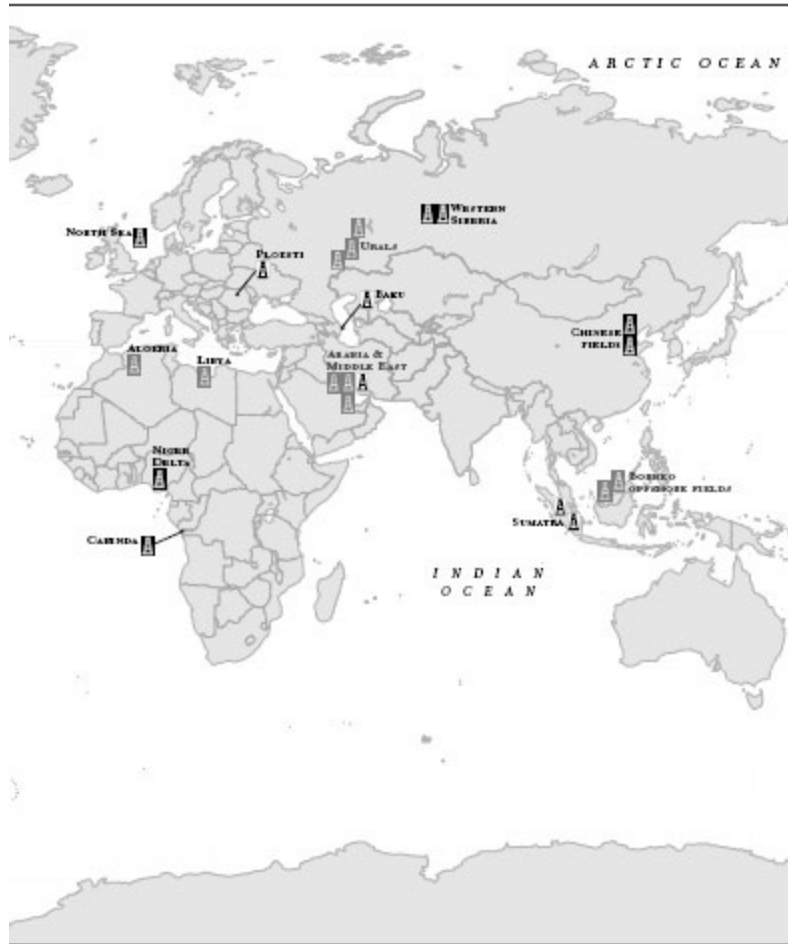 ARCTIC OCEAN
WESTERN
SIBERIA
NORTH SEA
URALS
PLOESTI
BAKU
CHINESE
FIELDS
ALGERIA
LIBYA
ARABIA &
MIDDLE EAST
NIGER
DELTA
BORNEO
OFFSHORE FIELDS
SUMATRA
CABINDA
INDIAN
OCEAN